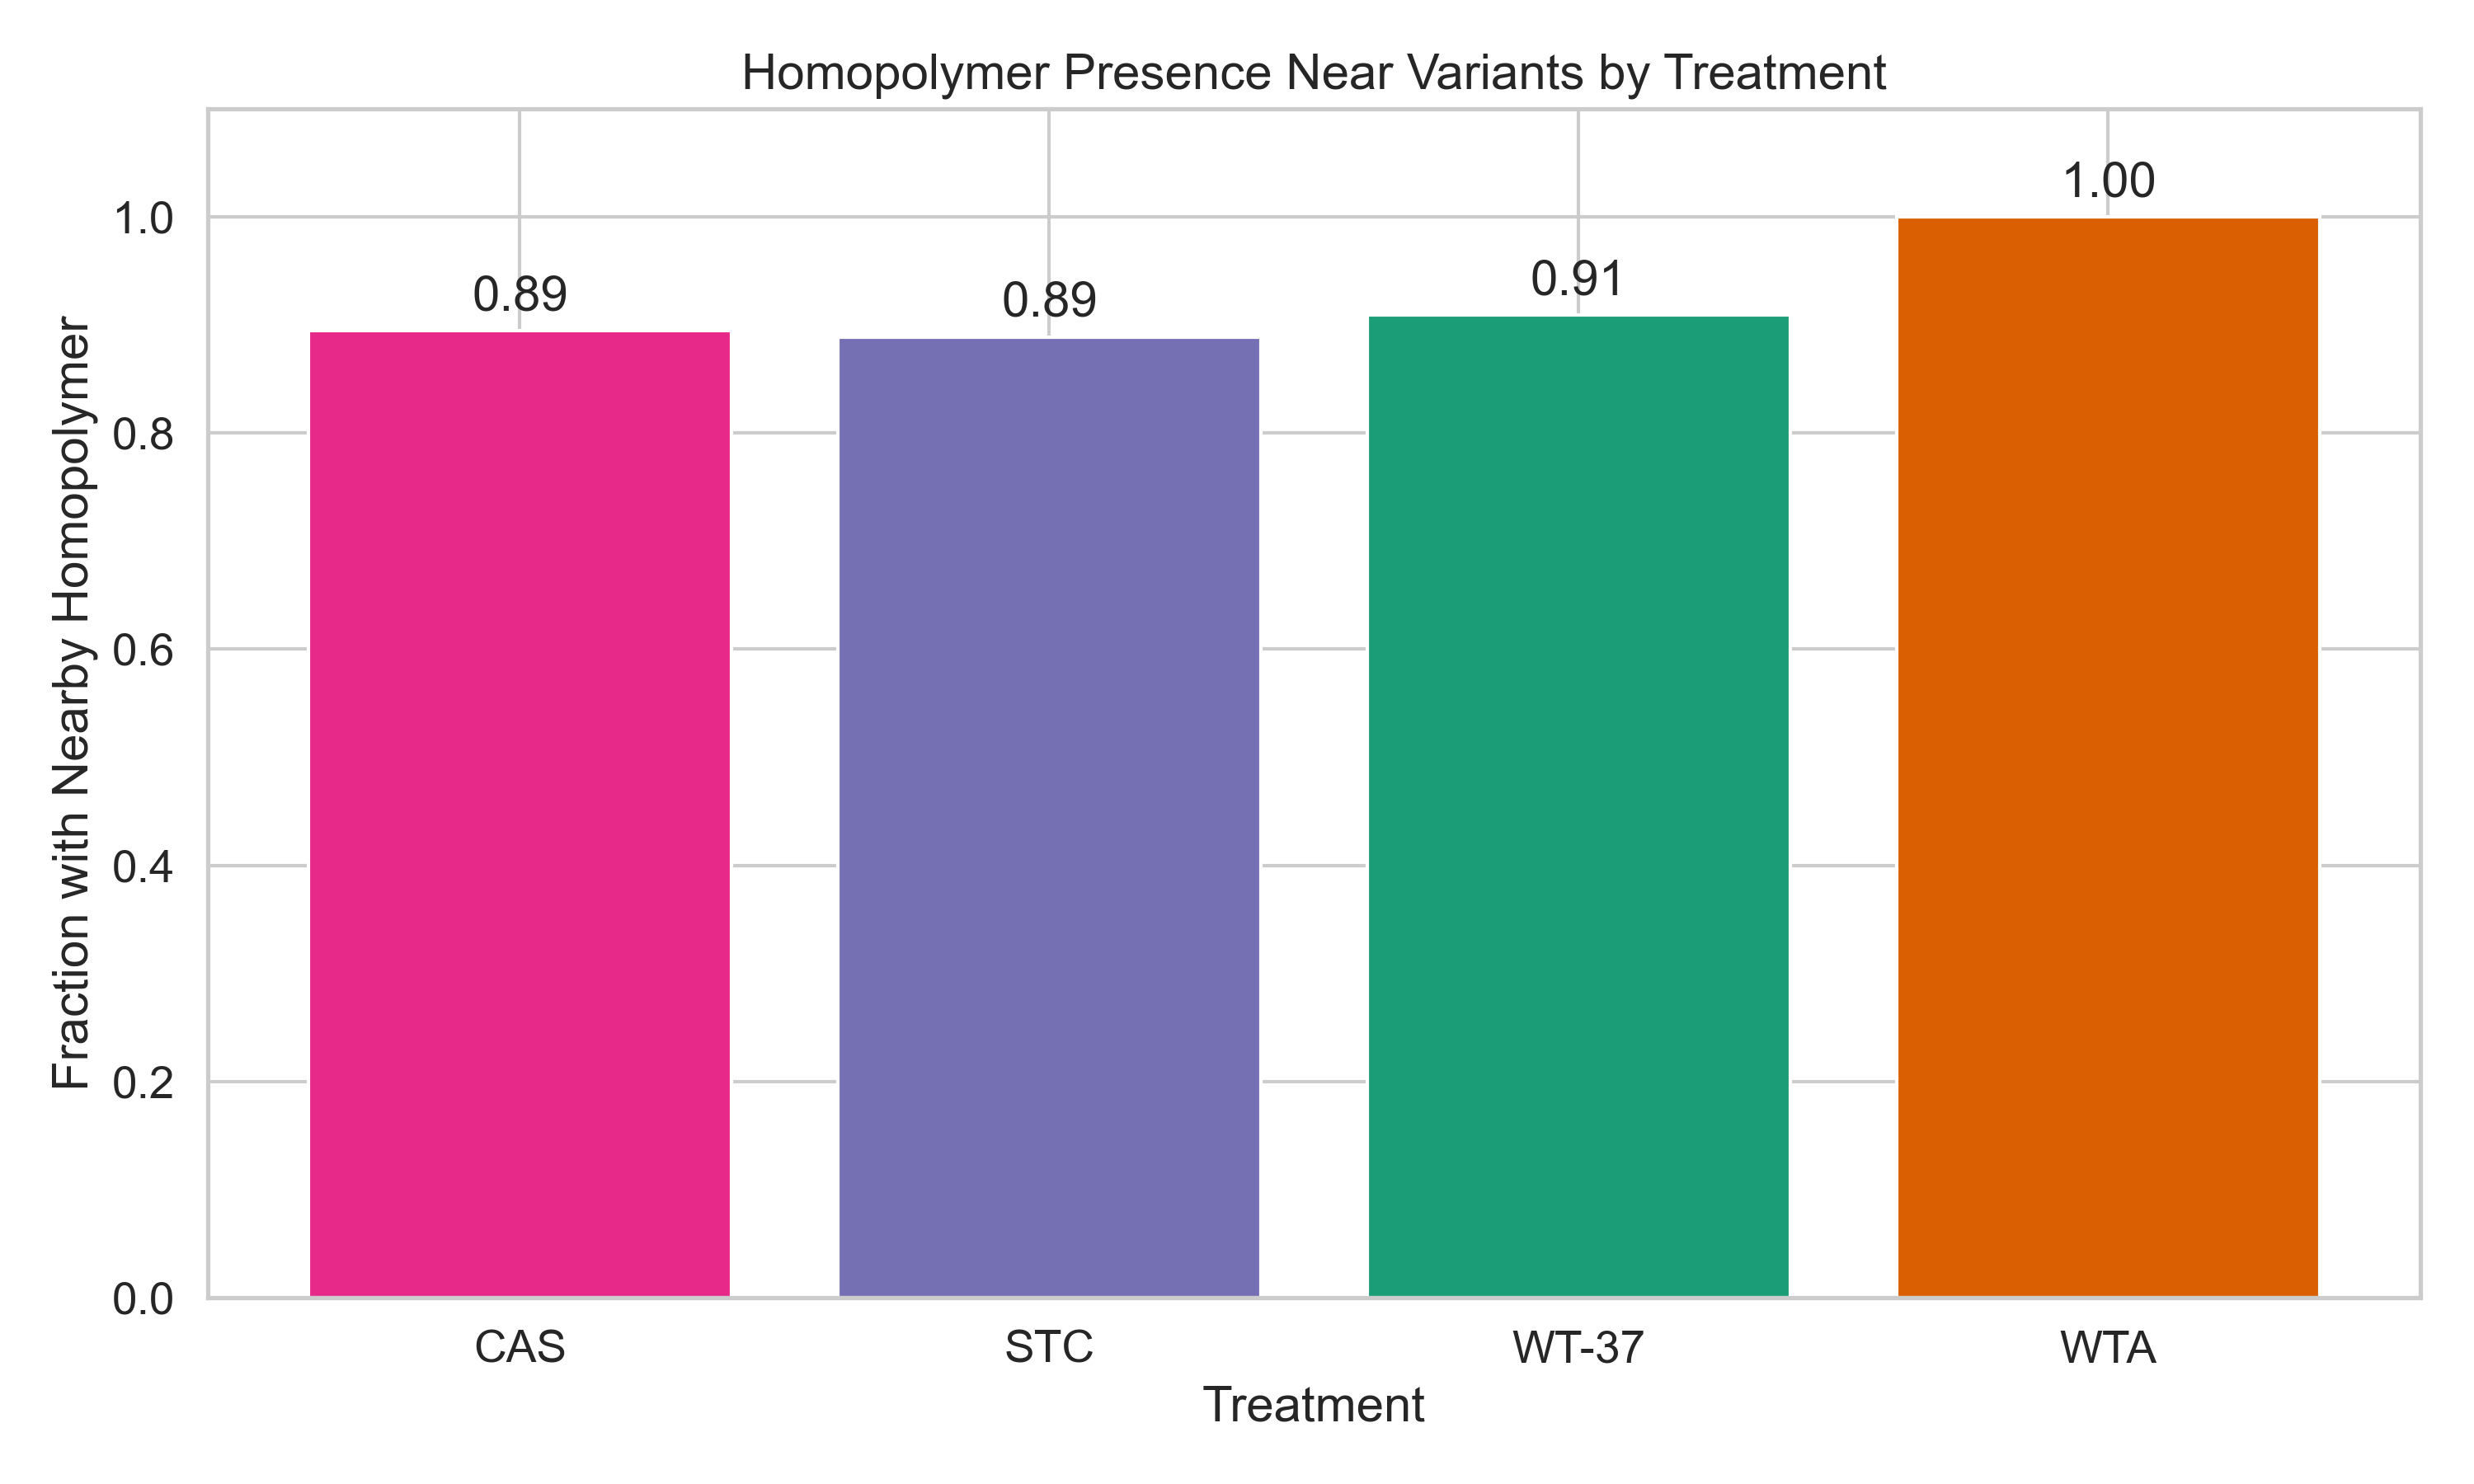 Homopolymer Presence Near Variants by Treatment
Fraction with Nearby Homopolymer
1.0
0.8
0.6
0.4
0.2
0.0
0.89
0.89
0.91
1.00
CAS
STC
WT-37
WTA
Treatment